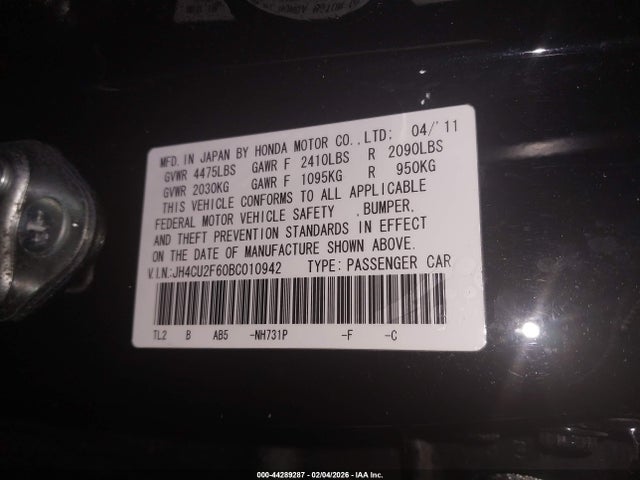 MFD. IN JAPAN BY HONDA MOTOR CO.,LTD: 04/'11
GVWR 4475LBS GAWR F 2410LBS R 2090LBS
GVWR 2030KG GAWR F 1095KG R 950KG
THIS VEHICLE CONFORMS TO ALL APPLICABLE
FEDERAL MOTOR VEHICLE SAFETY .BUMPER,
AND THEFT PREVENTION STANDARDS IN EFFECT
ON THE DATE OF MANUFACTURE SHOWN ABOVE.
V.I.N:JH4CU2F60BC010942 TYPE: PASSENGER CAR
TL2 B AB5 -NH731P -F -C
000-44289287 - 02/04/2026 - IAA Inc.